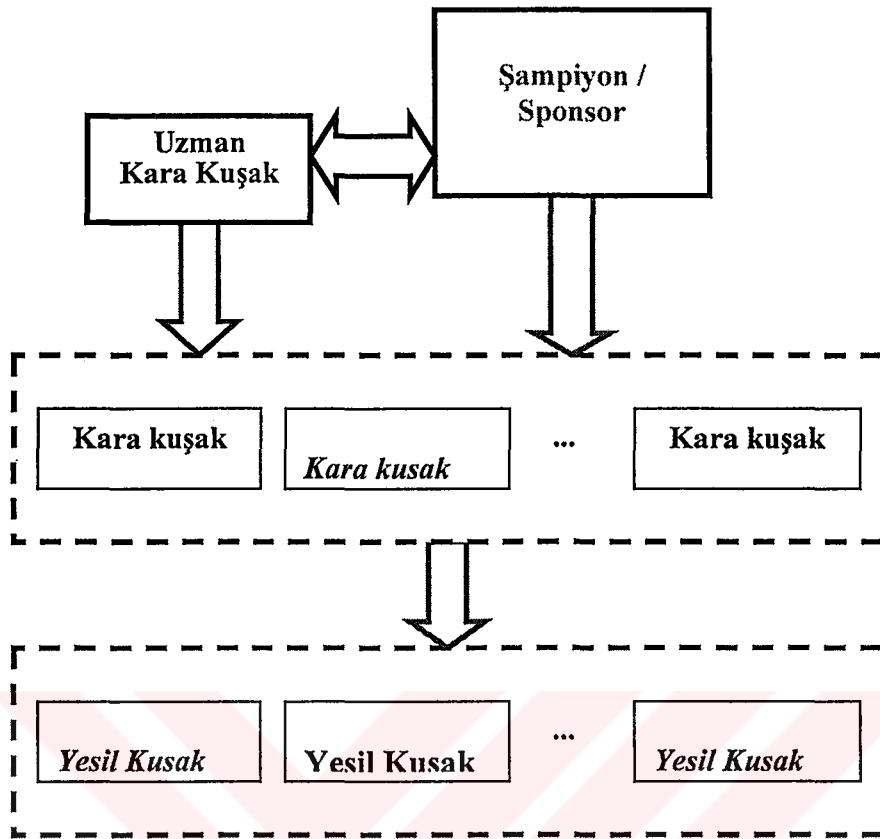 Şampiyon /
Sponsor
Uzman
Kara Kuşak
Kara kuşak
Kara kusak
...
Kara kuşak
Yesil Kusak
Yesil Kusak
...
Yesil Kusak